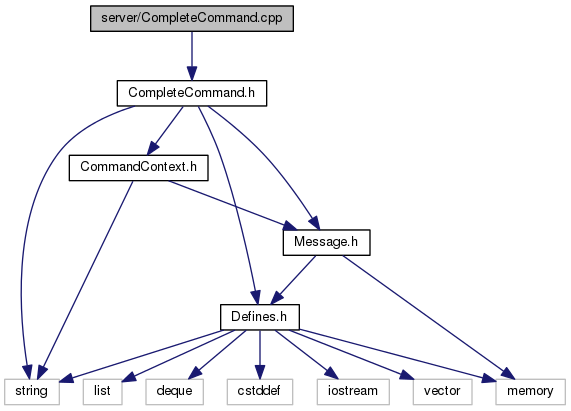 server/CompleteCommand.cpp
CompleteCommand.h
CommandContext.h
Message.h
Defines.h
string
list
deque
cstddef
iostream
vector
memory